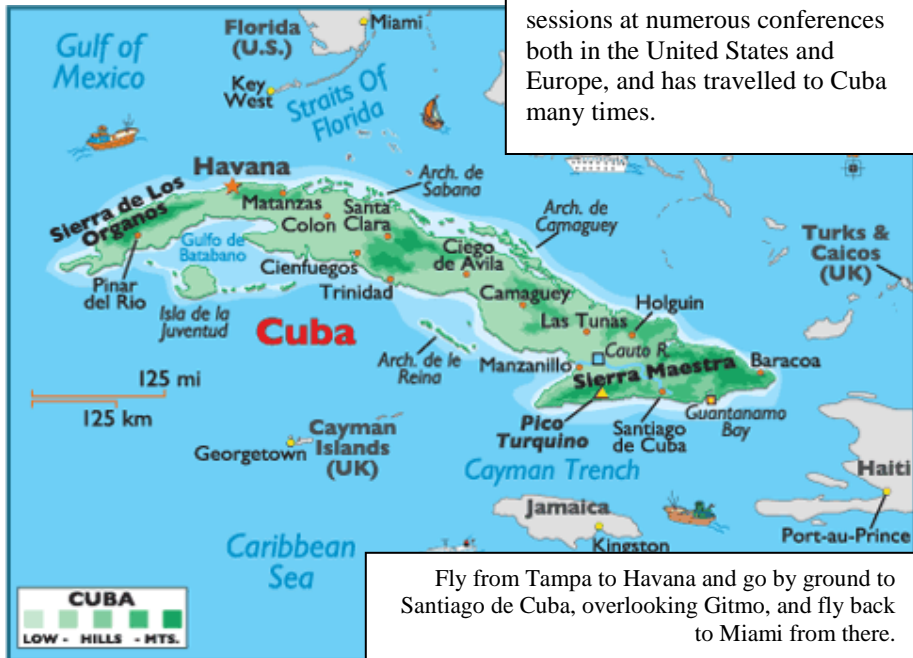 sessions at numerous conferences
both in the United States and
Europe, and has travelled to Cuba
many times.
Gulf of
Mexico
Florida
(U.S.)
Miami
Key
West
Straits Of
Florida
Havana
Matanzas
Colon
Santa
Clara
Arch. de
Sabana
Sierra de Los
Organos
Gulfo de
Batabano
Pinar
del Rio
Isla de la
Juventud
Cienfuegos
Trinidad
Ciego
de Avila
Arch. de
Camaguey
Camaguey
Las Tunas
Holguin
Turks &
Caicos
(UK)
Cuba
Arch. de le
Reina
Manzanillo
Cauto R.
Sierra Maestra
Baracoa
125 mi
125 km
Pico
Turquino
Santiago
de Cuba
Guantanamo
Bay
Georgetown
Cayman
Islands
(UK)
Cayman Trench
Haiti
Port-au-Prince
Jamaica
Kingston
Caribbean
Sea
CUBA
LOW - HILLS - MTS.
Fly from Tampa to Havana and go by ground to
Santiago de Cuba, overlooking Gitmo, and fly back
to Miami from there.